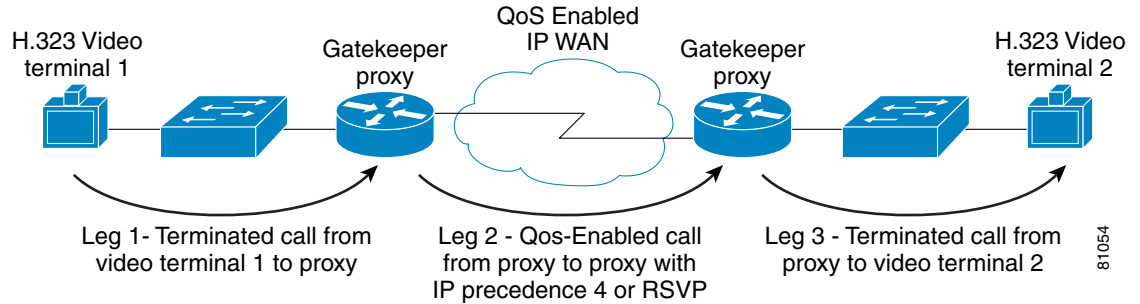 QoS Enabled
IP WAN
H.323 Video
terminal 1
Gatekeeper
proxy
Gatekeeper
proxy
H.323 Video
terminal 2
Leg 1- Terminated call from
video terminal 1 to proxy
Leg 2 - Qos-Enabled call
from proxy to proxy with
IP precedence 4 or RSVP
Leg 3 - Terminated call from
proxy to video terminal 2
81054